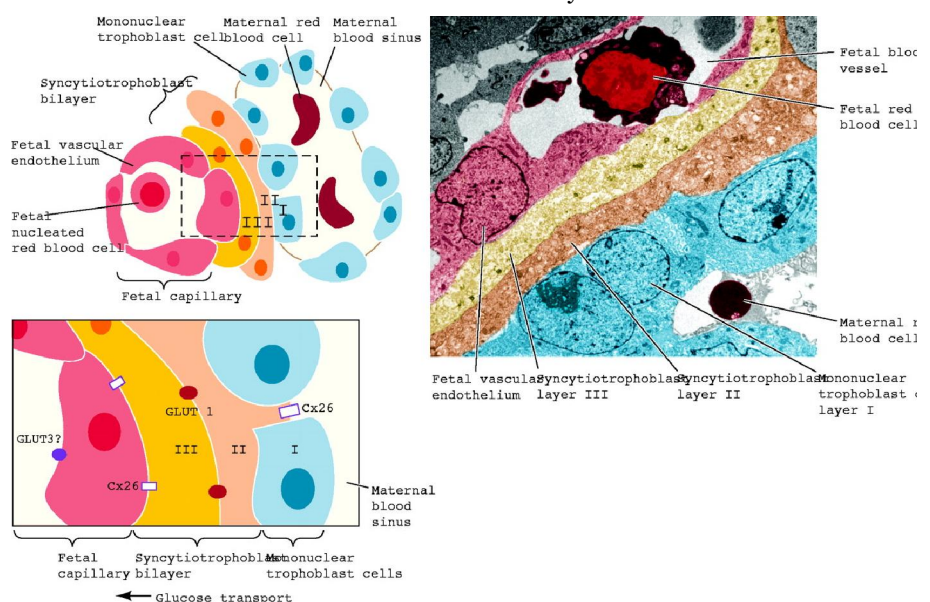 Mononuclear
trophoblast cell
Maternal red
blood cell
Maternal
blood sinus
Syncytiotrophoblast
bilayer
Fetal vascular
endothelium
Fetal
nucleated
red blood cell
II
I
III
Fetal capillary
Fetal
vessel
Fetal red
blood cell
Maternal
blood cell
Fetal vascular
endothelium
Syncytiotrophoblast
layer III
Syncytiotrophoblast
layer II
Mononuclear
trophoblast
layer I
GLUT 1
Cx26
GLUT3?
III
II
I
Cx26
Maternal
blood
sinus
Fetal
capillary
Syncytiotrophoblast
bilayer
Mononuclear
trophoblast cells
Glucose transport